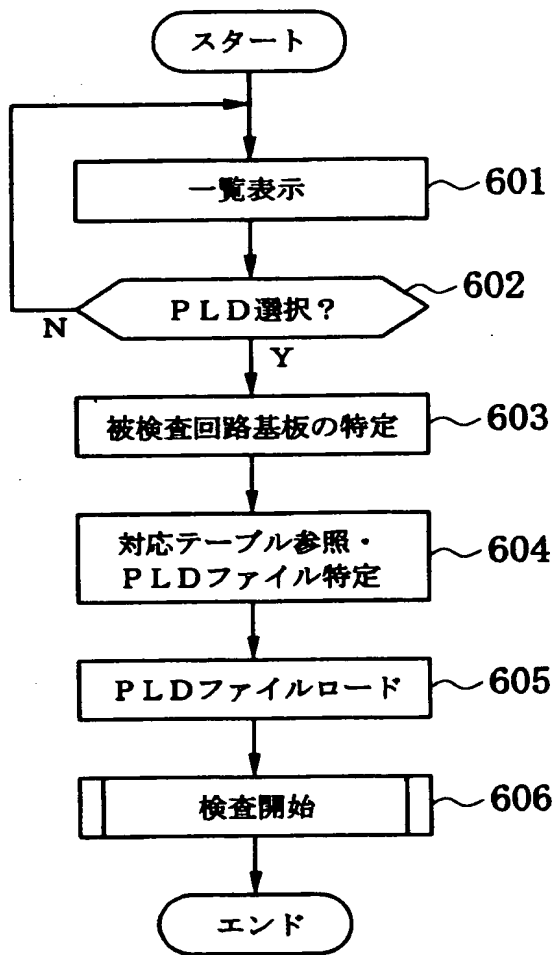 スタート
一覧表示
601
PLD選択?
602
N
Y
被検査回路基板の特定
603
対応テーブル参照・
PLDファイル特定
604
PLDファイルロード
605
検査開始
606
エンド